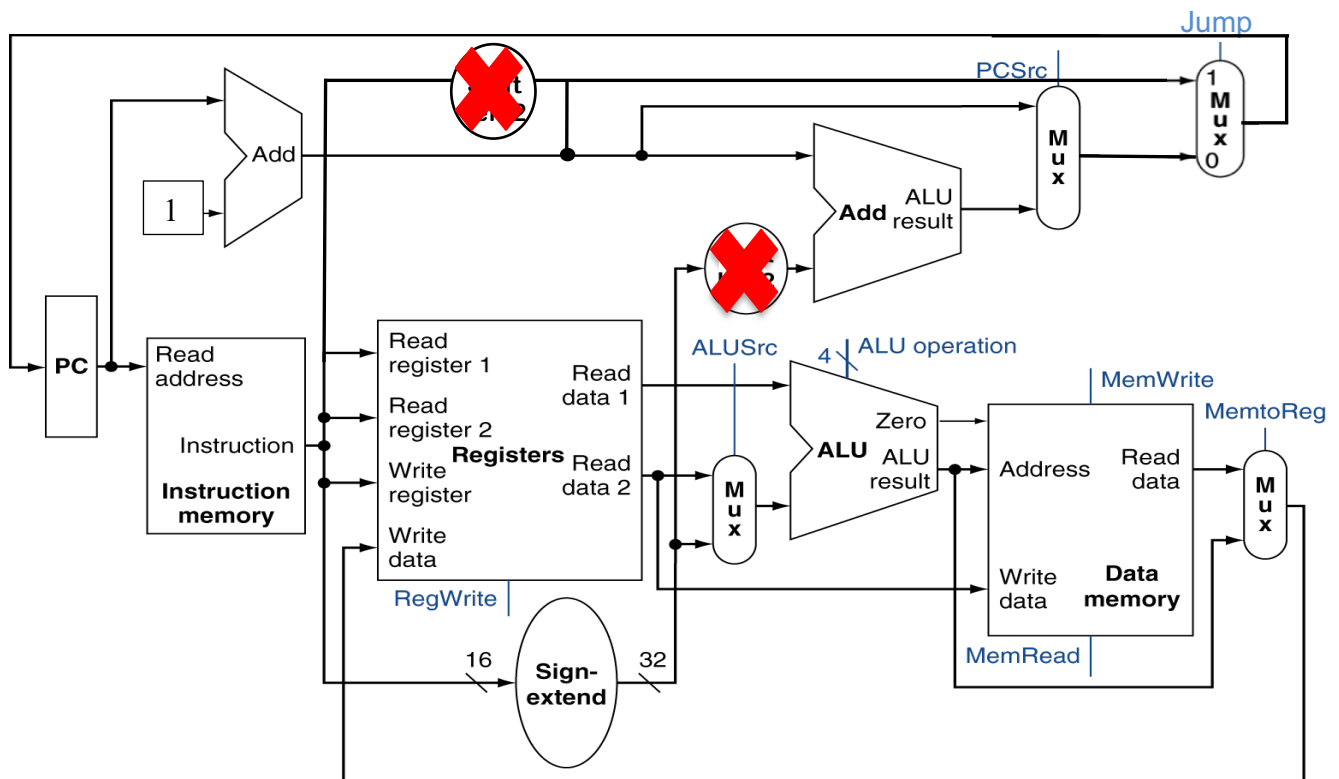 Jump
PCSrc
1
M
u
x
0
M
u
x
Add
1
Add
ALU
result
PC
Read
address
Instruction
Instruction
memory
Read
register 1
Read
register 2
Write
register
Write
data
Registers
Read
data 1
Read
data 2
RegWrite
16
Sign-
extend
32
ALUSrc
M
u
x
4
ALU operation
Zero
ALU
ALU
result
MemWrite
Address
Read
data
Write
data
Data
memory
MemRead
MemtoReg
M
u
x